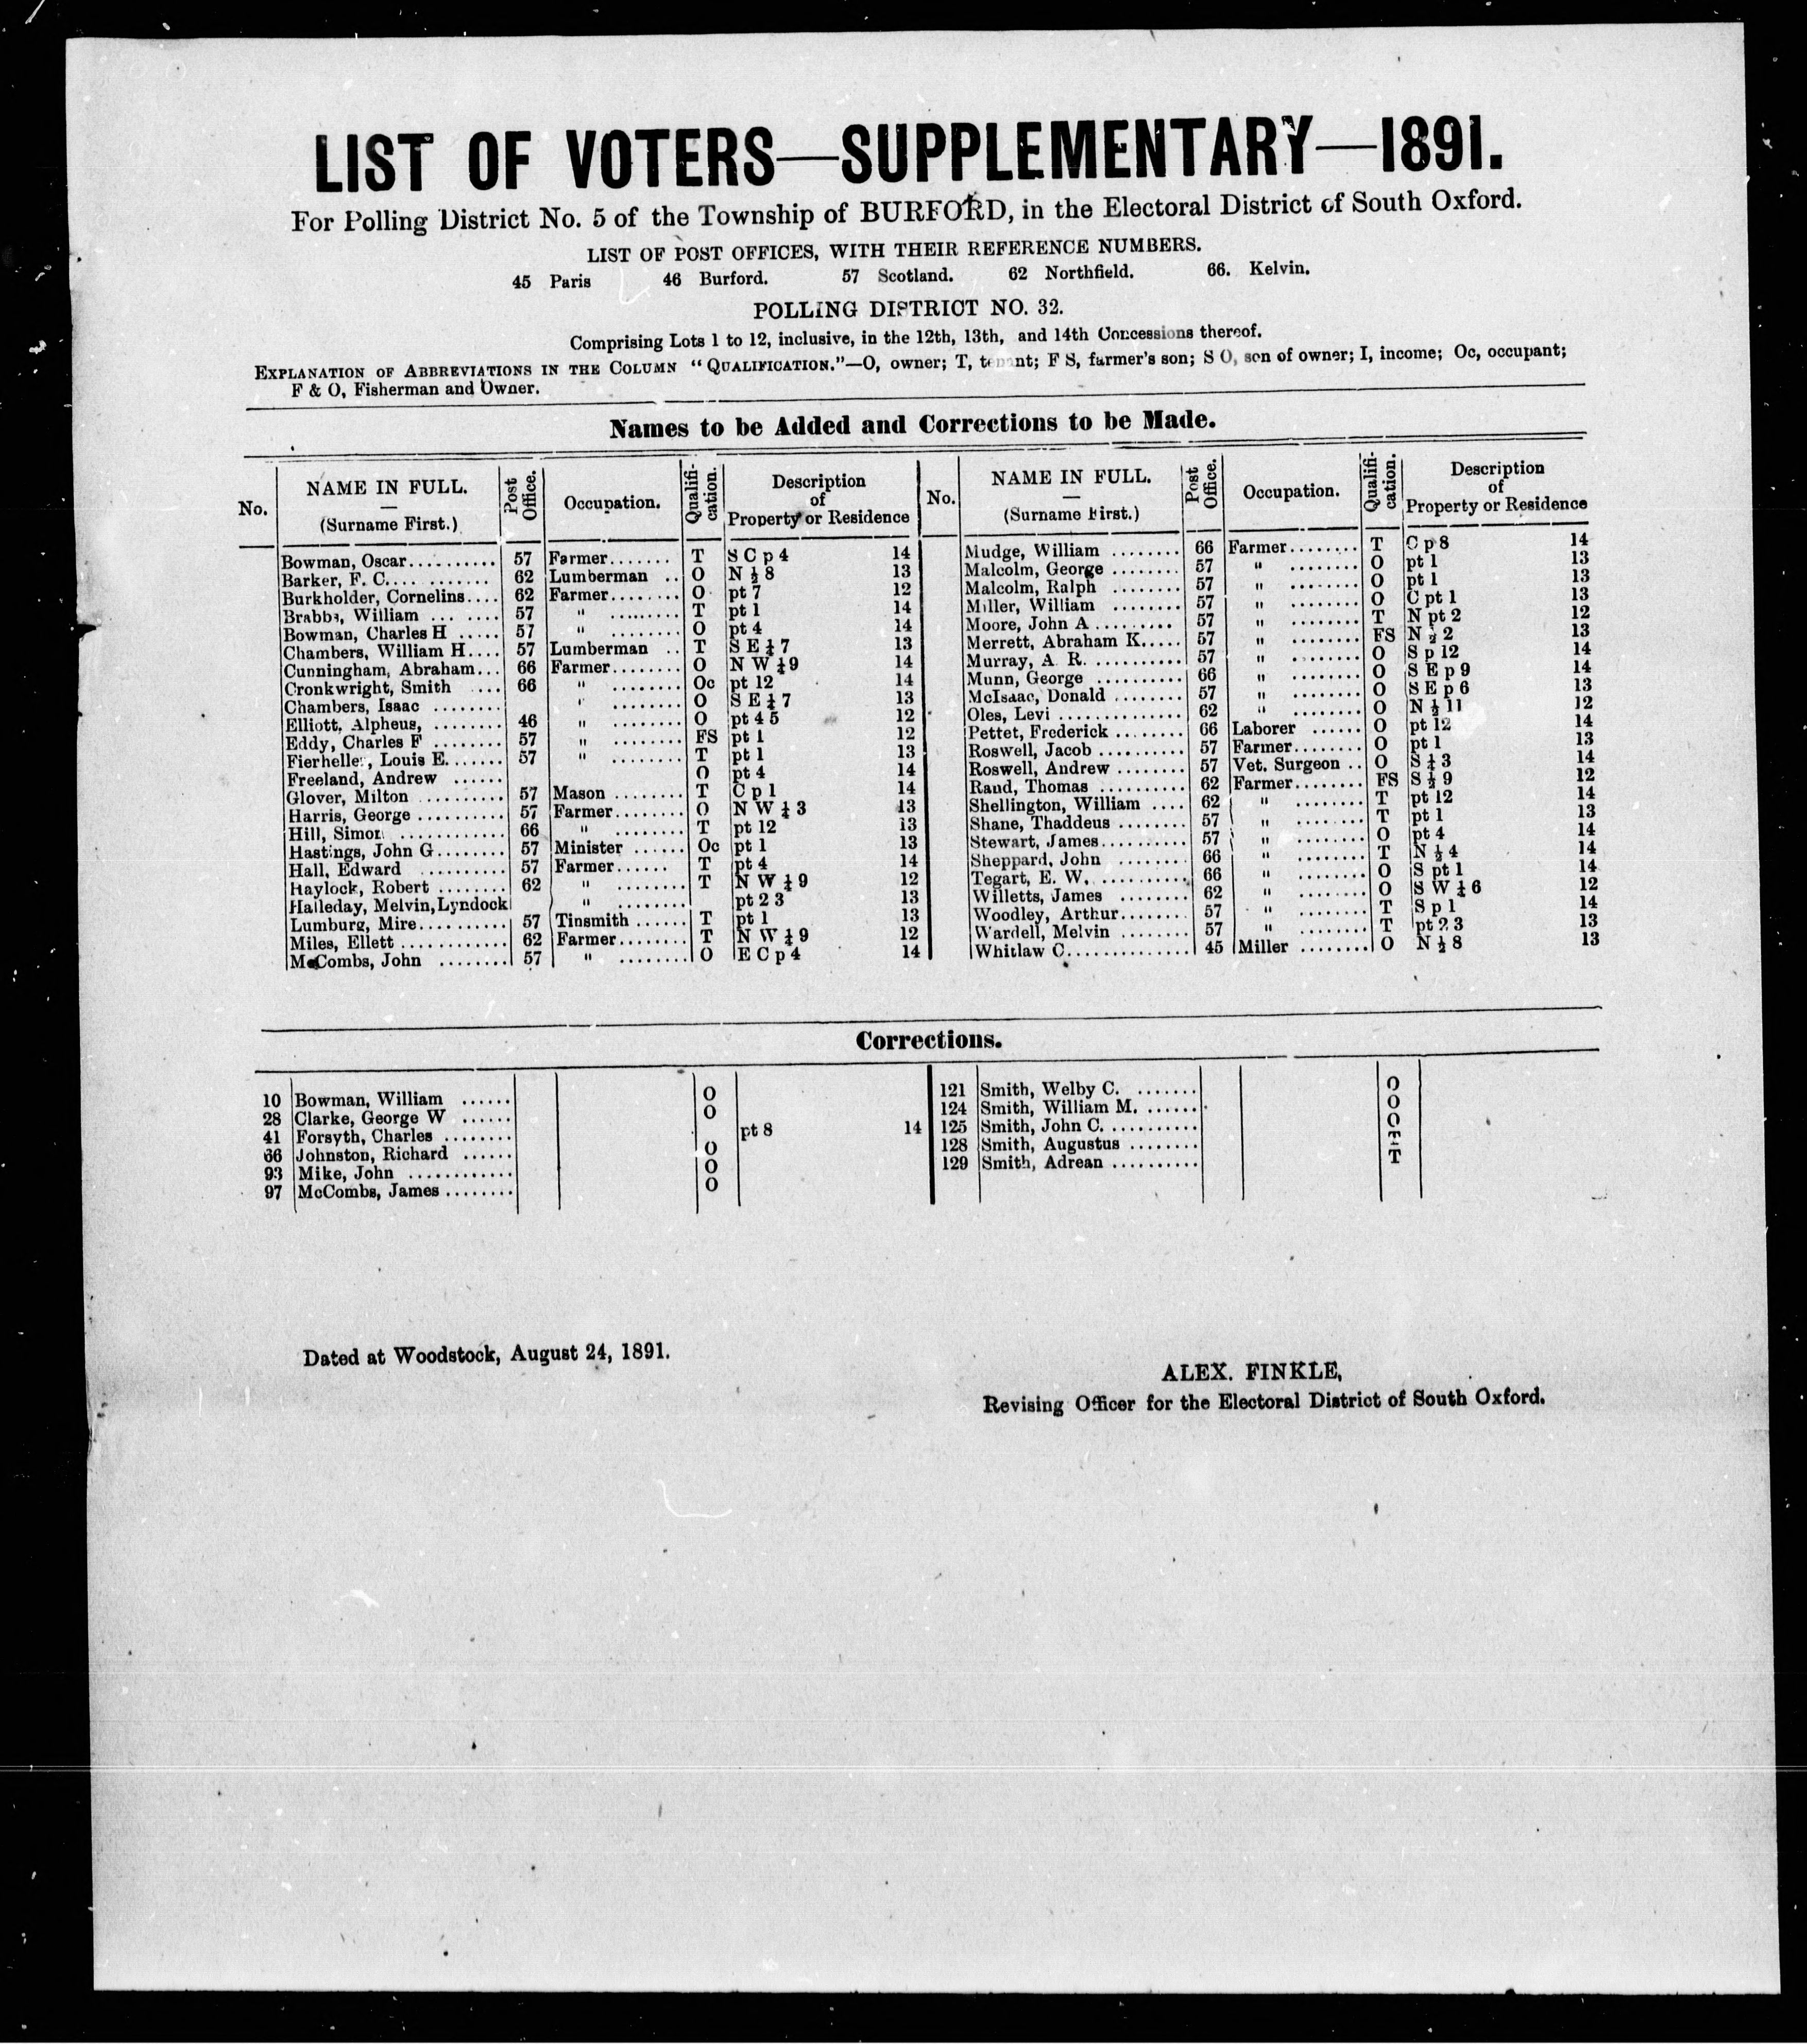 LIST OF VOTERS—SUPPLEMENTARY—1891.
For Polling District No. 5 of the Township of BURFORD, in the Electoral District of South Oxford.
LIST OF POST OFFICES, WITH THEIR REFERENCE NUMBERS.
45 Paris 46 Burford. 57 Scotland. 62 Northfield. 66. Kelvin.
POLLING DISTRICT NO. 32.
Comprising Lots 1 to 12, inclusive, in the 12th, 13th, and 14th Concessions thereof.
EXPLANATION OF ABBREVIATIONS IN THE COLUMN "QUALIFICATION."—O, owner; T, tenant; F S, farmer's son; S O, son of owner; I, income; Oc, occupant;
F & O, Fisherman and Owner.
Names to be Added and Corrections to be Made.
No. NAME IN FULL. — (Surname First.) Post Office. Occupation. Qualification. Description of Property or Residence
Bowman, Oscar.......... 57 Farmer....... T S C p 4 14
Barker, F. C.... ....... 62 Lumberman .. O N ½ 8 13
Burkholder, Cornelins.... 62 Farmer........ O pt 7 12
Brabbs, William ... .... 57 " ......... T pt 1 14
Bowman, Charles H ..... 57 " ........ O pt 4 14
Chambers, William H.... 57 Lumberman .. T S E ¼ 7 13
Cunningham, Abraham... 66 Farmer........ O N W ¼ 9 14
Cronkwright, Smith .... 66 " ........ Oc pt 12 14
Chambers, Isaac ........ " ........ O S E ¼ 7 13
Elliott, Alpheus, ........ 46 " ........ O pt 4 5 12
Eddy, Charles F ........ 57 " ........ FS pt 1 12
Fierheller, Louis E....... 57 " ........ T pt 1 13
Freeland, Andrew ...... O pt 4 14
Glover, Milton .......... 57 Mason ........ T C p 1 14
Harris, George .......... 57 Farmer........ O N W ¼ 3 13
Hill, Simon ............ 66 " ........ T pt 12 13
Hastings, John G........ 57 Minister ...... Oc pt 1 13
Hall, Edward .......... 57 Farmer...... T pt 4 14
Haylock, Robert ........ 62 " ........ T N W ¼ 9 12
Halleday, Melvin, Lyndock " ........ pt 2 3 13
Lumburg, Mire.......... 57 Tinsmith ...... T pt 1 13
Miles, Ellett ............ 62 Farmer........ T N W ¼ 9 12
McCombs, John ........ 57 " ........ O E C p 4 14
No. NAME IN FULL. — (Surname First.) Post Office. Occupation. Qualification. Description of Property or Residence
Mudge, William ........ 66 Farmer........ T C p 8 14
Malcolm, George ........ 57 " ........ O pt 1 13
Malcolm, Ralph ........ 57 " ........ O pt 1 13
Miller, William ........ 57 " ........ O C pt 1 13
Moore, John A ......... 57 " ........ T N pt 2 12
Merrett, Abraham K..... 57 " ........ FS N ½ 2 13
Murray, A R. .......... 57 " ........ O S p 12 14
Munn, George .......... 66 " ........ O S E p 9 14
McIsaac, Donald ........ 57 " ........ O S E p 6 13
Oles, Levi .............. 62 " ........ O N ½ 11 12
Pettet, Frederick ........ 66 Laborer ...... O pt 12 14
Roswell, Jacob .......... 57 Farmer........ O pt 1 13
Roswell, Andrew ........ 57 Vet. Surgeon .. O S ¼ 3 14
Rand, Thomas .......... 62 Farmer........ FS S ½ 9 12
Shellington, William .... 62 " ........ T pt 12 14
Shane, Thaddeus ........ 57 " ........ T pt 1 13
Stewart, James.......... 57 " ........ O pt 4 14
Sheppard, John ........ 66 " ........ T N ½ 4 14
Tegart, E. W. .......... 66 " ........ O S pt 1 14
Willetts, James ........ 62 " ........ O S W ¼ 6 12
Woodley, Arthur........ 57 " ........ T S p 1 14
Wardell, Melvin ........ 57 " ........ T pt 2 3 13
Whitlaw C.............. 45 Miller ........ O N ½ 8 13
Corrections.
10 Bowman, William ...... O
28 Clarke, George W ...... O
41 Forsyth, Charles ........ pt 8 14
66 Johnston, Richard ...... O
93 Mike, John ............ O
97 McCombs, James ........ O
121 Smith, Welby C. ....... O
124 Smith, William M. ...... O
125 Smith, John C. .......... O
128 Smith, Augustus ........ T
129 Smith, Adrean .......... T
Dated at Woodstock, August 24, 1891.
ALEX. FINKLE,
Revising Officer for the Electoral District of South Oxford.